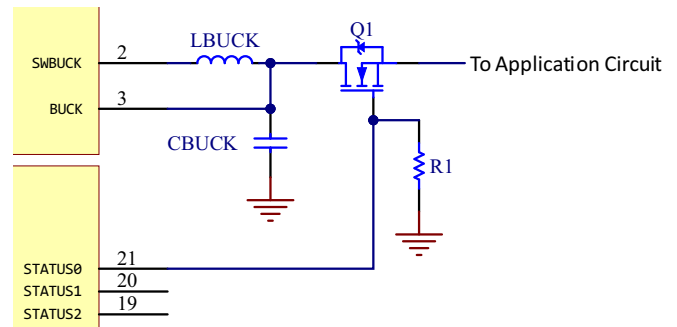 SWBUCK 2 LBUCK Q1
To Application Circuit
BUCK 3
CBUCK
R1
STATUS0 21
STATUS1 20
STATUS2 19